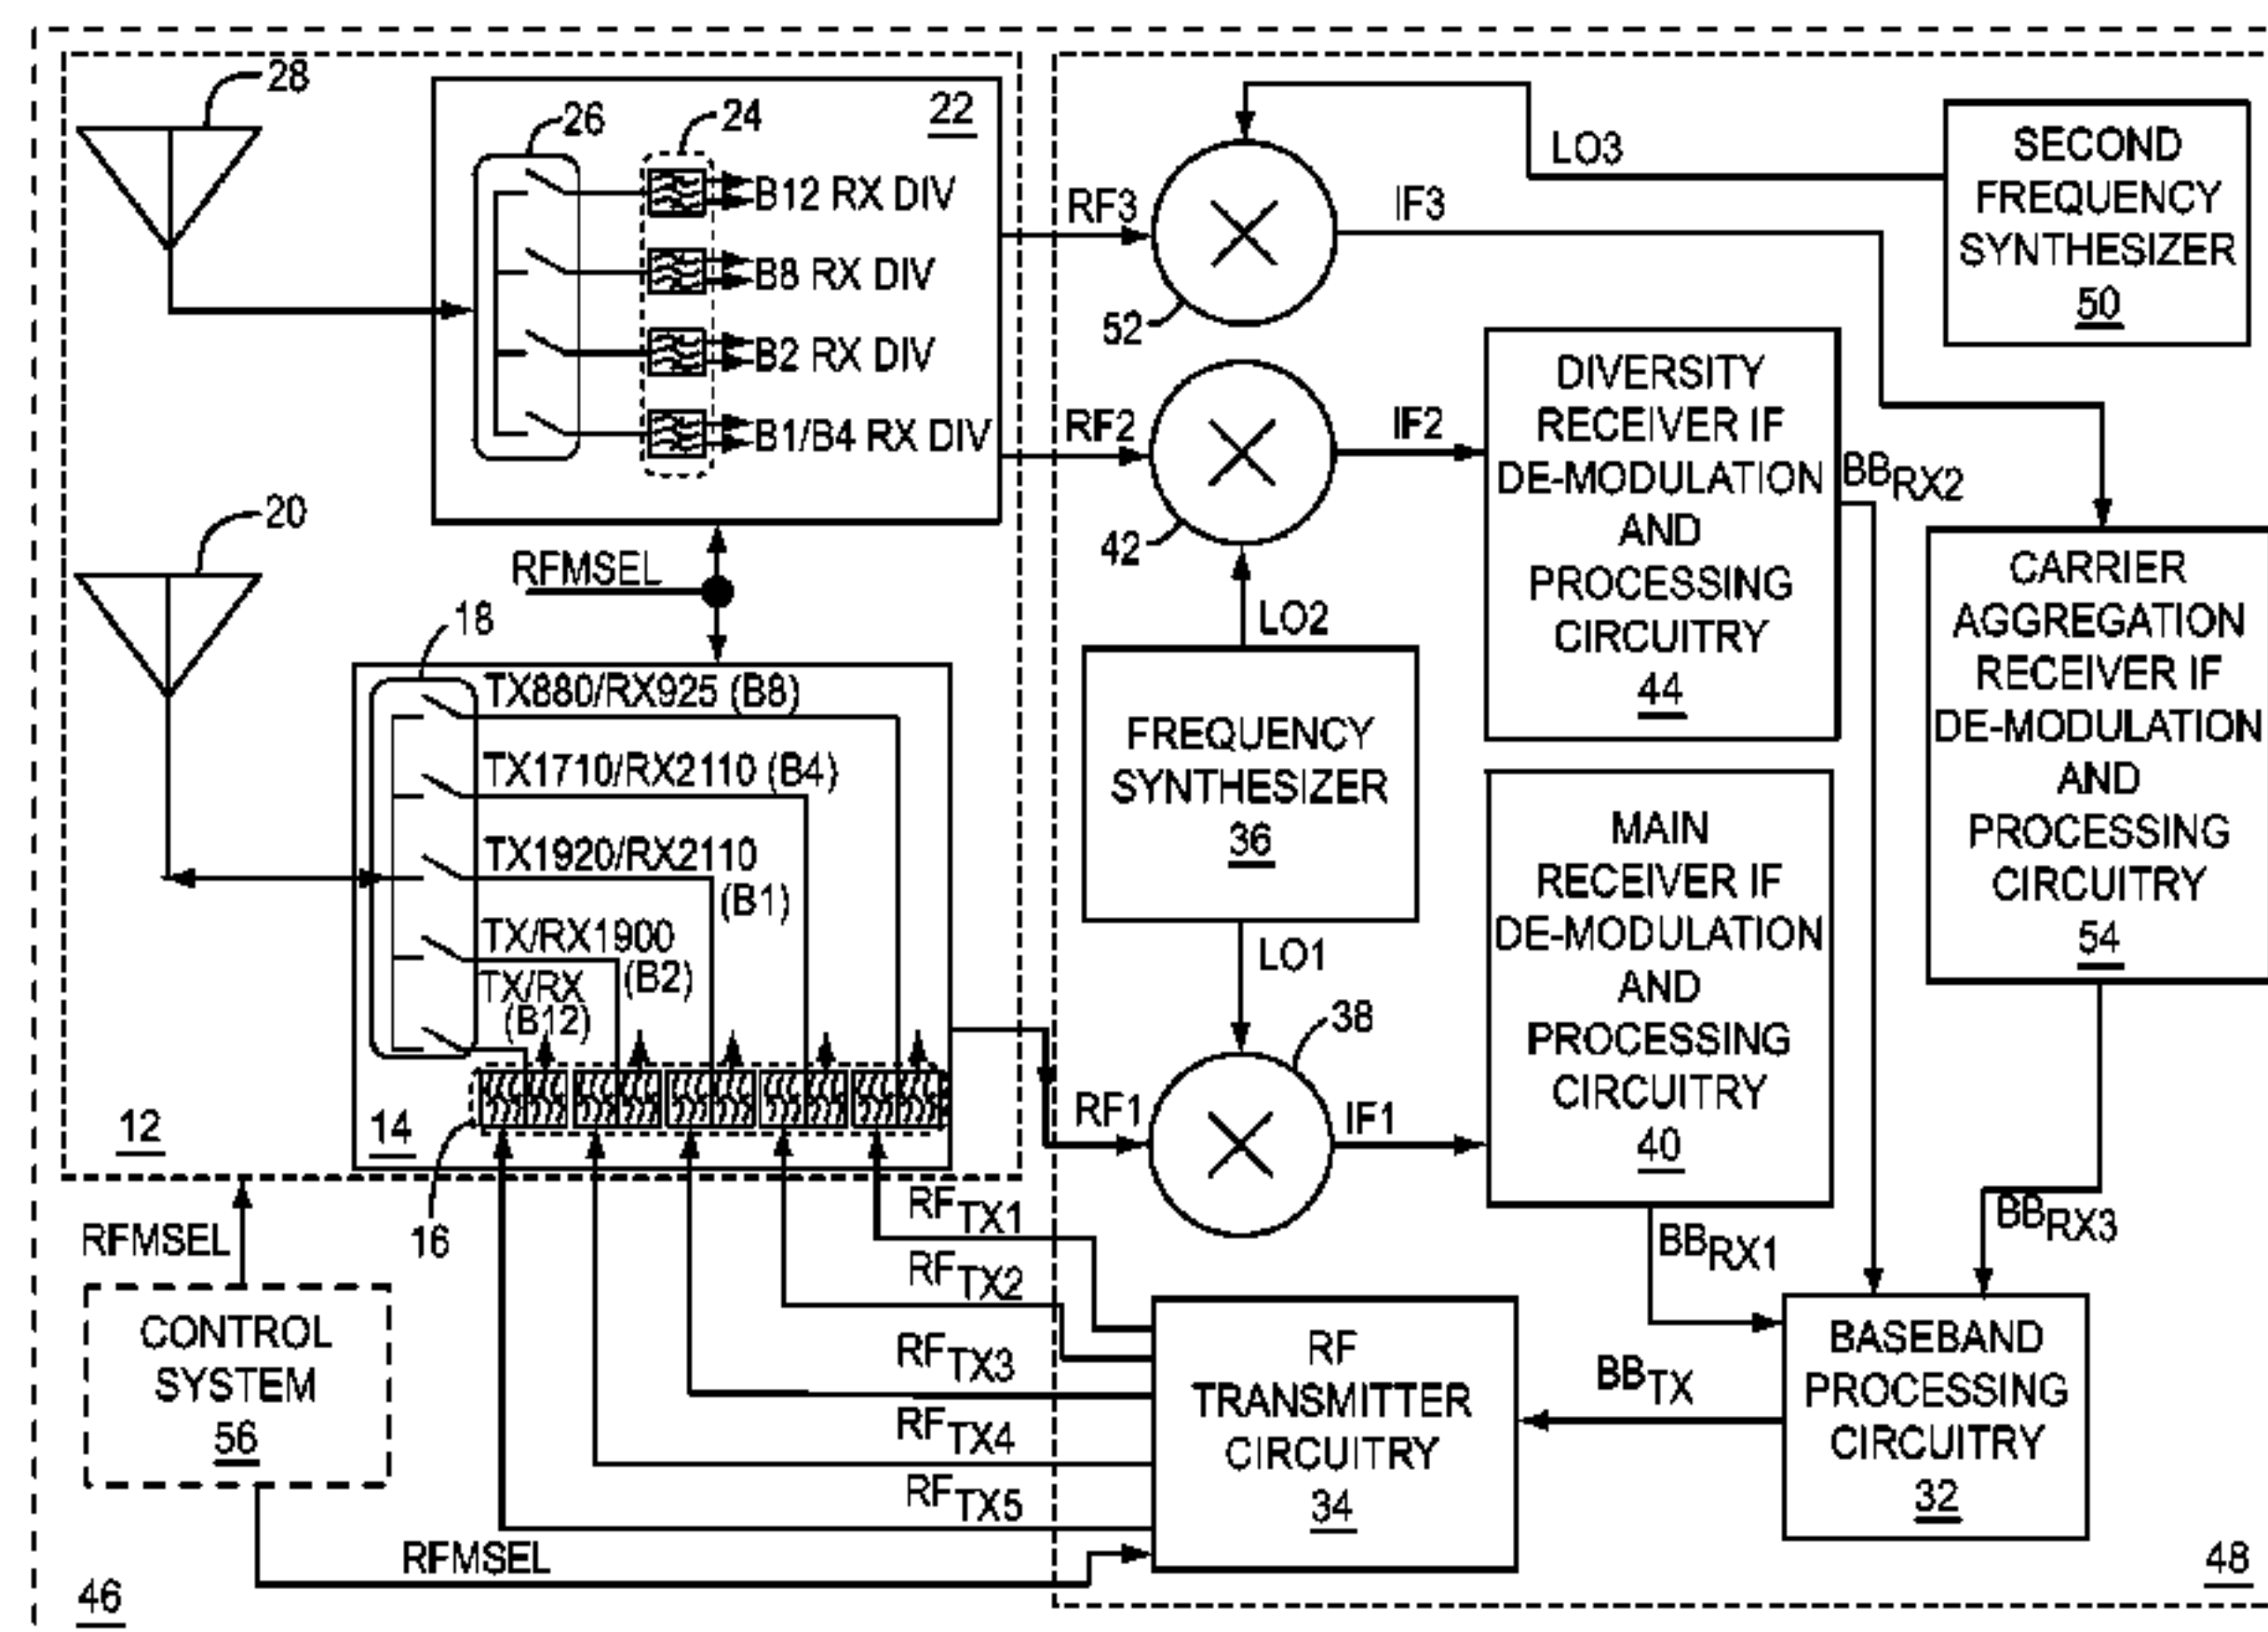 28
26
24
22
B12 RX DIV
B8 RX DIV
B2 RX DIV
B1/B4 RX DIV
RF3
52
IF3
LO3
SECOND
FREQUENCY
SYNTHESIZER
50
RF2
42
IF2
LO2
DIVERSITY
RECEIVER IF
DE-MODULATION
AND
PROCESSING
CIRCUITRY
44
BBRX2
20
RFMSEL
18
TX880/RX925 (B8)
TX1710/RX2110 (B4)
TX1920/RX2110
(B1)
TX/RX1900
(B2)
TX/RX
(B12)
12
14
16
FREQUENCY
SYNTHESIZER
36
LO1
38
RF1
IF1
MAIN
RECEIVER IF
DE-MODULATION
AND
PROCESSING
CIRCUITRY
40
CARRIER
AGGREGATION
RECEIVER IF
DE-MODULATION
AND
PROCESSING
CIRCUITRY
54
BBRX1
BBRX3
RFMSEL
CONTROL
SYSTEM
56
RFTX1
RFTX2
RFTX3
RFTX4
RFTX5
RFMSEL
RF
TRANSMITTER
CIRCUITRY
34
BBTX
BASEBAND
PROCESSING
CIRCUITRY
32
46
48